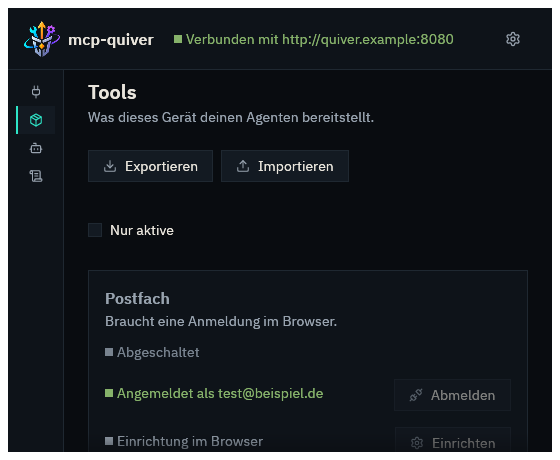 mcp-quiver
Verbunden mit http://quiver.example:8080
Tools
Was dieses Gerät deinen Agenten bereitstellt.
Exportieren
Importieren
Nur aktive
Postfach
Braucht eine Anmeldung im Browser.
Abgeschaltet
Angemeldet als test@beispiel.de
Abmelden
Einrichtung im Browser
Einrichten